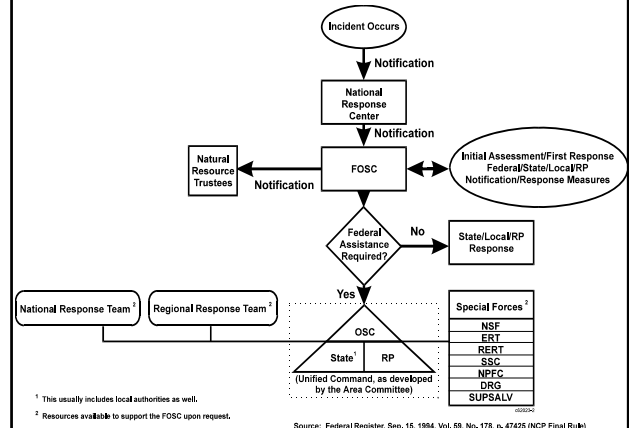 Incident Occurs
Notification
National
Response
Center
Notification
Natural
Resource
Trustees
Notification
FOSC
Initial Assessment/First Response
Federal/State/Local/RP
Notification/Response Measures
Federal
Assistance
Required?
No
State/Local/RP
Response
Yes
National Response Team 2
Regional Response Team 2
OSC
State 1
RP
(Unified Command, as developed
by the Area Committee)
Special Forces 2
NSF
ERT
RERT
SSC
NPFC
DRG
SUPSALV
c52023-2
1 This usually includes local authorities as well.
2 Resources available to support the FOSC upon request.
Source: Federal Register, Sep. 15, 1994, Vol. 59, No. 178, p. 47425 (NCP Final Rule)